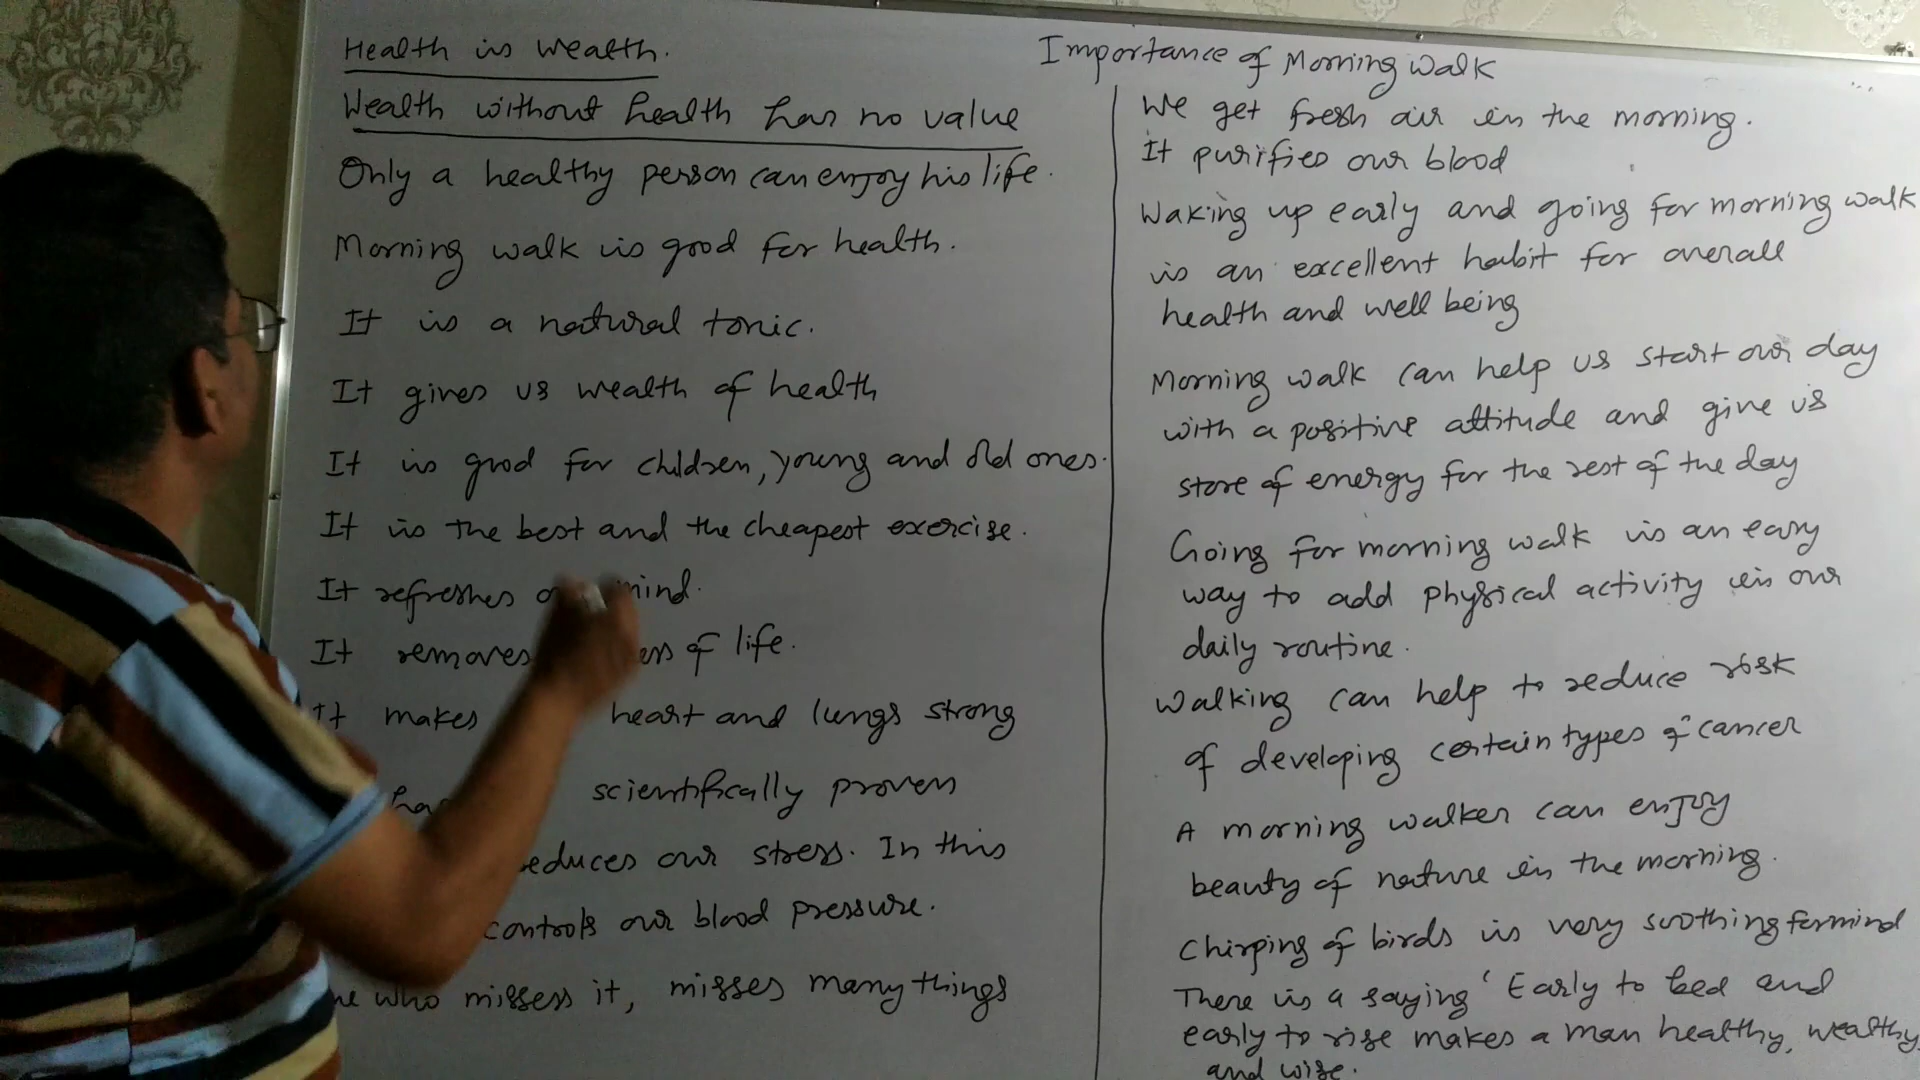 Health is wealth.
Wealth without health has no value
Only a healthy person can enjoy his life.
Morning walk is good for health.
It is a natural tonic.
It gives us wealth of health
It is good for children, young and old ones.
It is the best and the cheapest exercise.
It refreshes mind.
It removes of life.
It makes heart and lungs strong
scientifically proven
reduces our stress. In this
controls our blood pressure.
who missess it, misses many things
Importance of Morning Walk
We get fresh air in the morning.
It purifies our blood
Waking up early and going for morning walk
is an excellent habit for overall
health and well being
Morning walk can help us start our day
with a positive attitude and give us
store of energy for the rest of the day
Going for morning walk is an easy
way to add physical activity in our
daily routine.
Walking can help to reduce risk
of developing certain types of cancer
A morning walker can enjoy
beauty of nature in the morning.
Chirping of birds is very soothing for mind
There is a saying 'Early to bed and
early to rise makes a man healthy, wealthy
and wise.